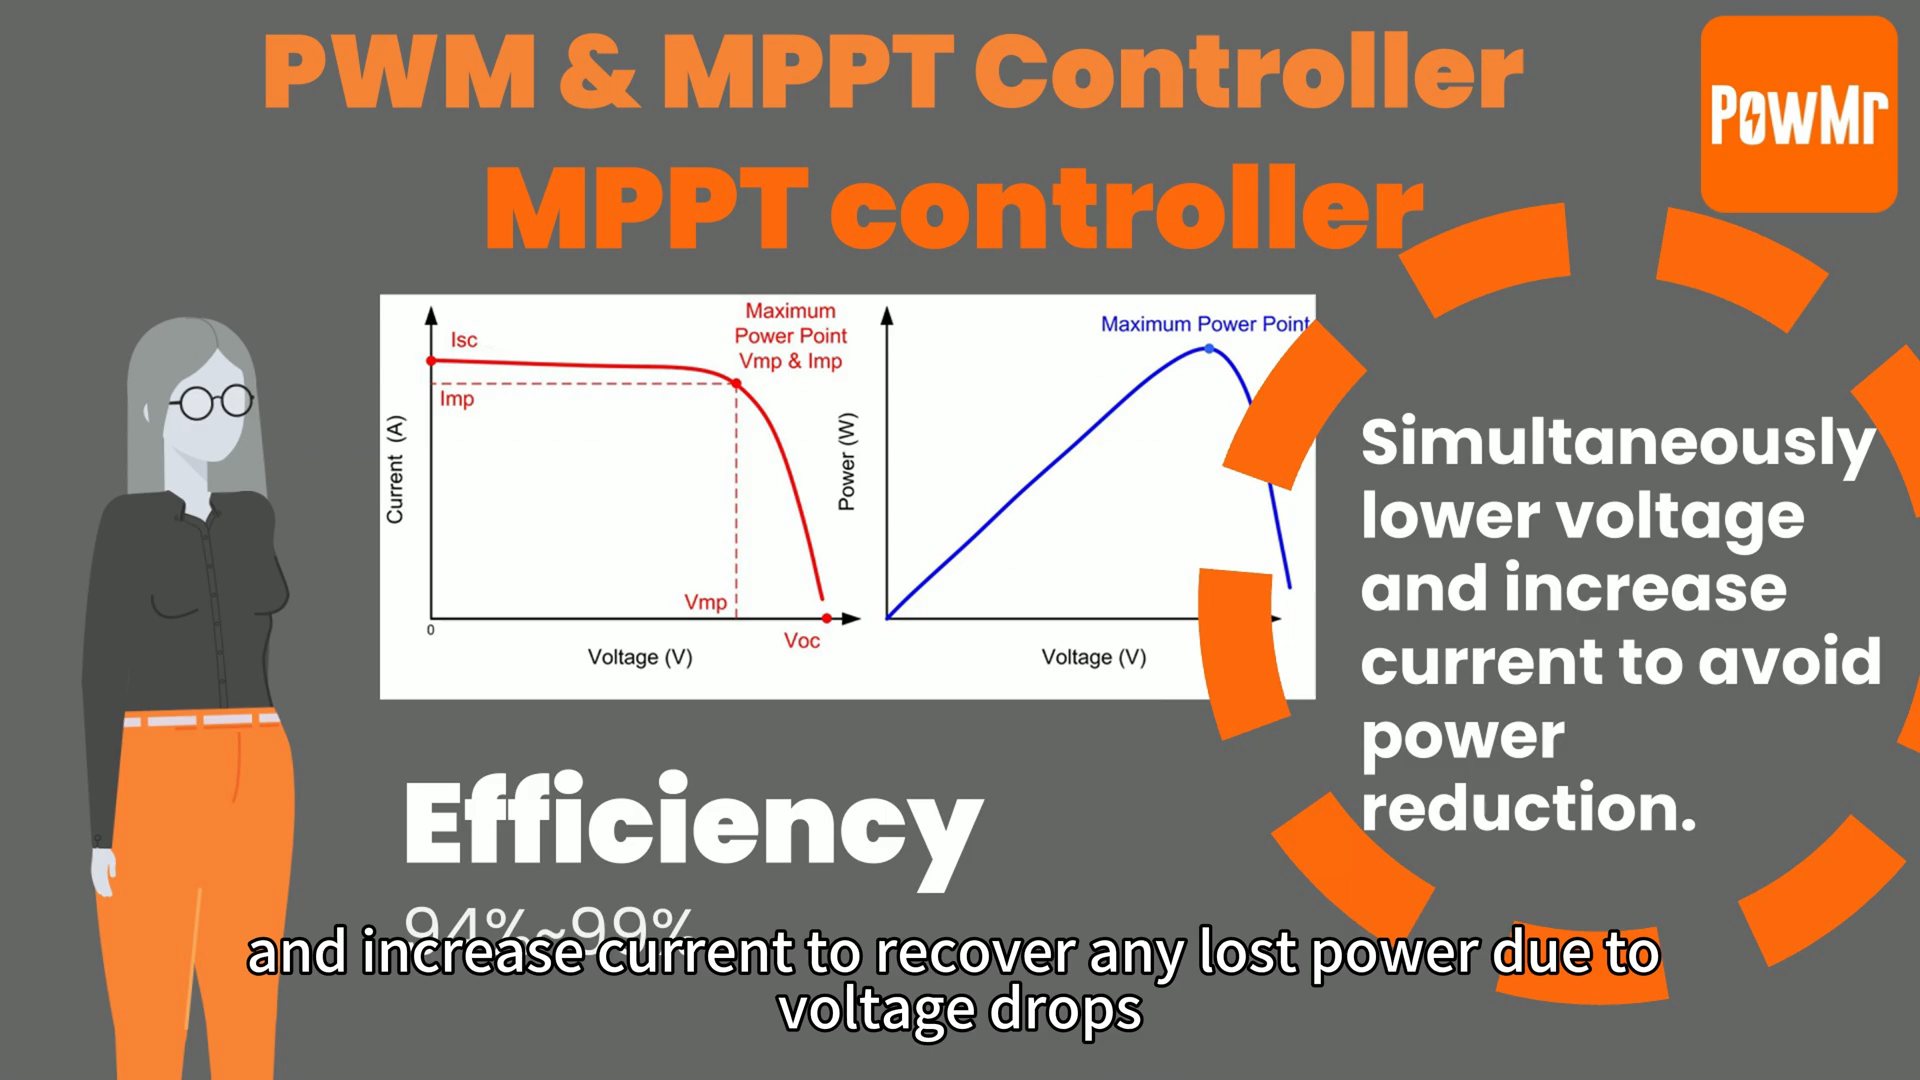 PWM & MPPT Controller
PowMr
MPPT controller
Isc
Imp
Maximum
Power Point
Vmp & Imp
Current (A)
Vmp
Voc
0
Voltage (V)
Maximum Power Point
Power (W)
Voltage (V)
Simultaneously
lower voltage
and increase
current to avoid
power
reduction.
Efficiency
94%~99%
and increase current to recover any lost power due to
voltage drops